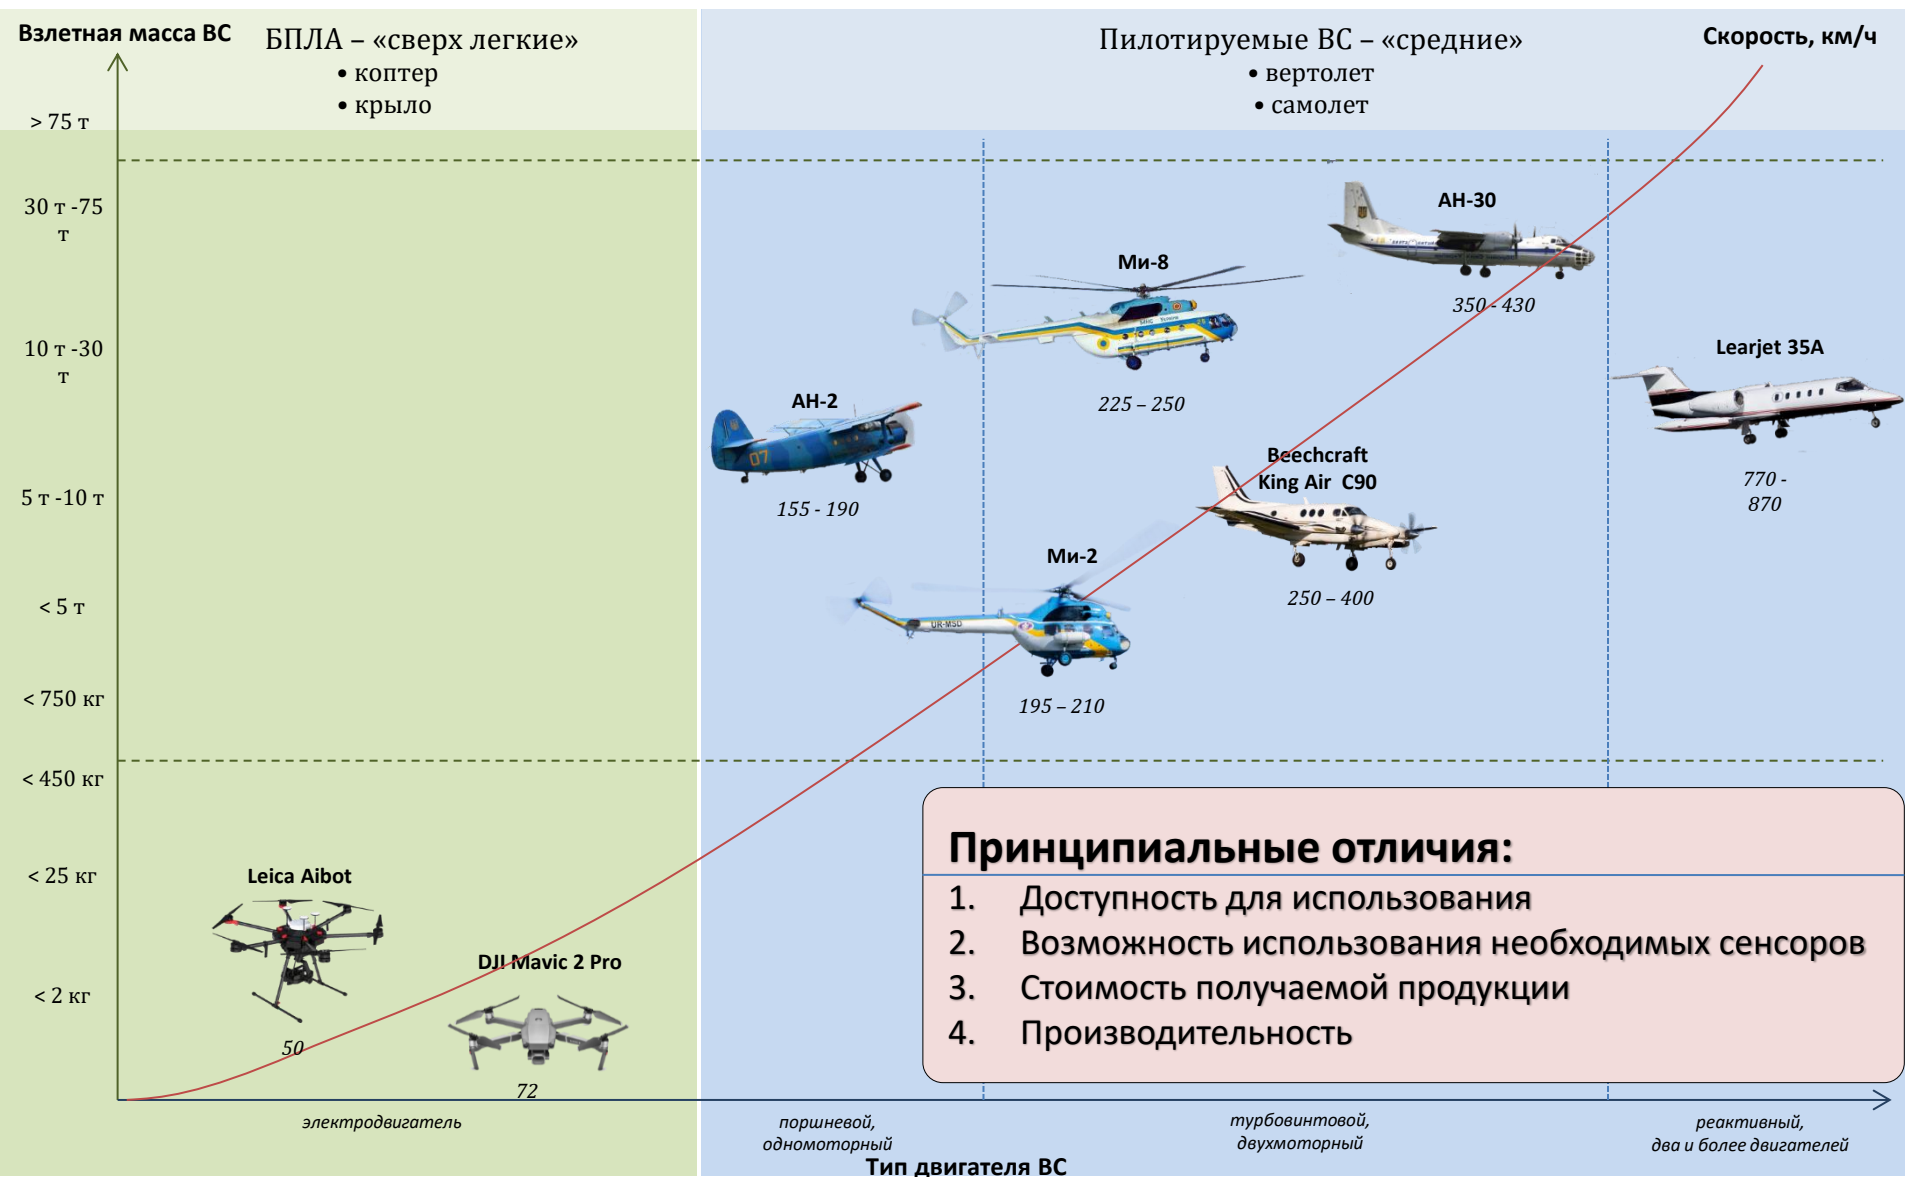 Взлетная масса ВС
БПЛА – «сверх легкие»
• коптер
• крыло
Пилотируемые ВС – «средние»
• вертолет
• самолет
Скорость, км/ч
> 75 т
30 т -75
т
10 т -30
т
5 т -10 т
< 5 т
< 750 кг
< 450 кг
< 25 кг
< 2 кг
АН-30
350 - 430
Ми-8
225 – 250
Learjet 35A
770 -
870
АН-2
07
155 - 190
Beechcraft
King Air C90
250 – 400
Ми-2
UR-MSD
195 – 210
Leica Aibot
50
DJI Mavic 2 Pro
72
Принципиальные отличия:
1. Доступность для использования
2. Возможность использования необходимых сенсоров
3. Стоимость получаемой продукции
4. Производительность
электродвигатель
поршневой,
одномоторный
турбовинтовой,
двухмоторный
реактивный,
два и более двигателей
Тип двигателя ВС